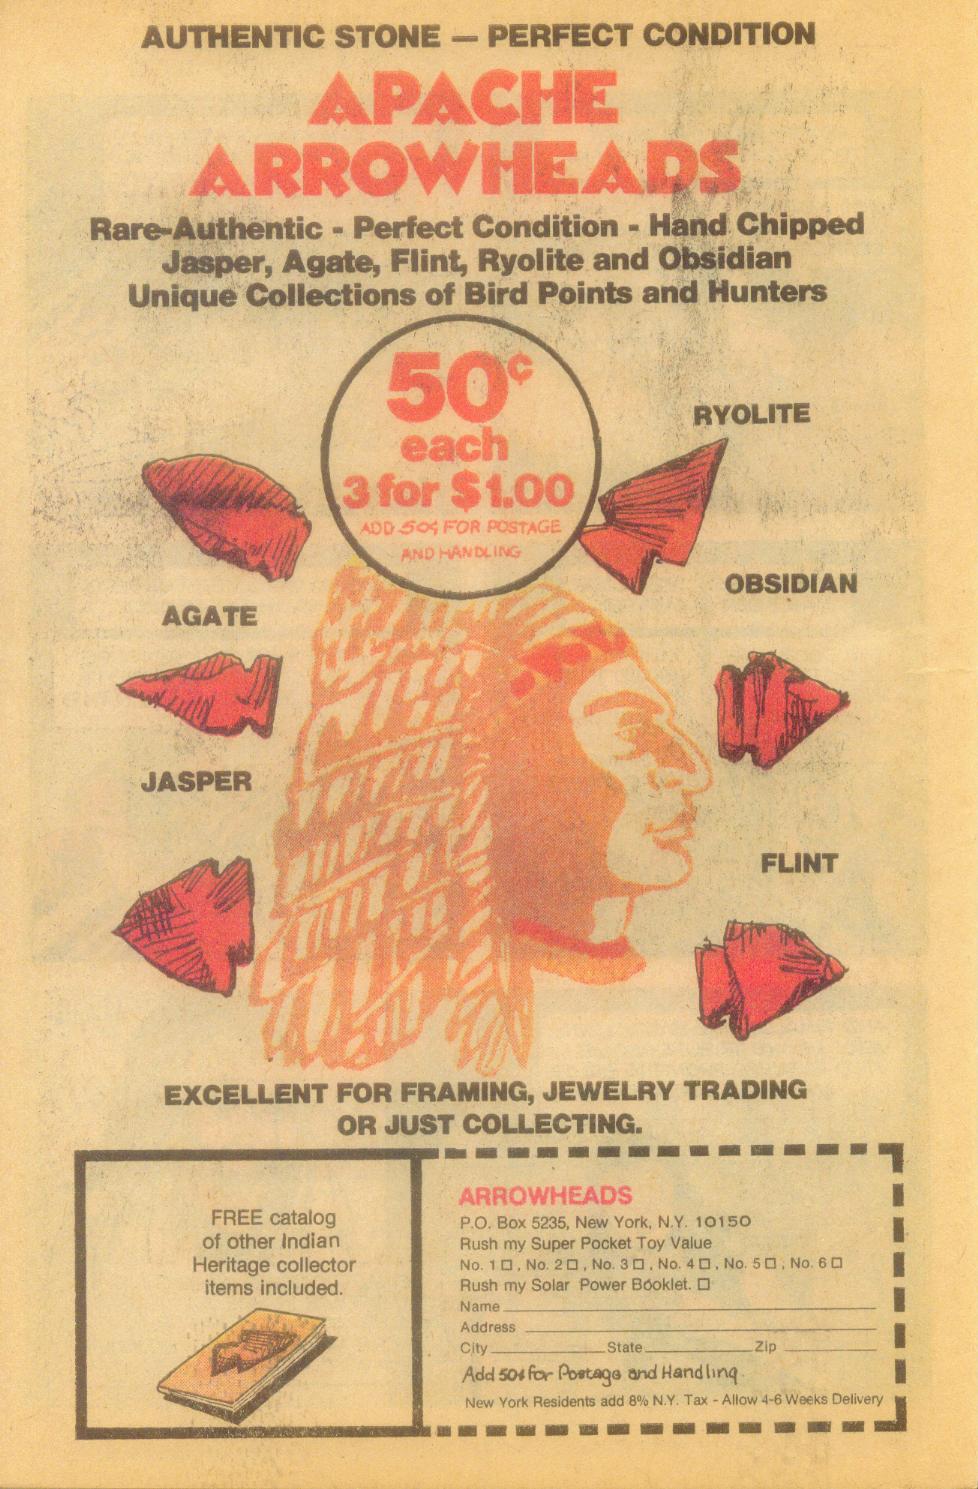 AUTHENTIC STONE — PERFECT CONDITION
APACHE
ARROWHEADS
Rare-Authentic - Perfect Condition - Hand Chipped
Jasper, Agate, Flint, Ryolite and Obsidian
Unique Collections of Bird Points and Hunters
50¢
each
3 for $1.00
ADD 50¢ FOR POSTAGE
AND HANDLING
RYOLITE
OBSIDIAN
AGATE
JASPER
FLINT
EXCELLENT FOR FRAMING, JEWELRY TRADING
OR JUST COLLECTING.
FREE catalog
of other Indian
Heritage collector
items included.
ARROWHEADS
P.O. Box 5235, New York, N.Y. 10150
Rush my Super Pocket Toy Value
No. 1 ☐ , No. 2 ☐ , No. 3 ☐ , No. 4 ☐ , No. 5 ☐ , No. 6 ☐
Rush my Solar Power Booklet. ☐
Name
Address
City State Zip
Add 50¢ for Postage and Handling.
New York Residents add 8% N.Y. Tax - Allow 4-6 Weeks Delivery